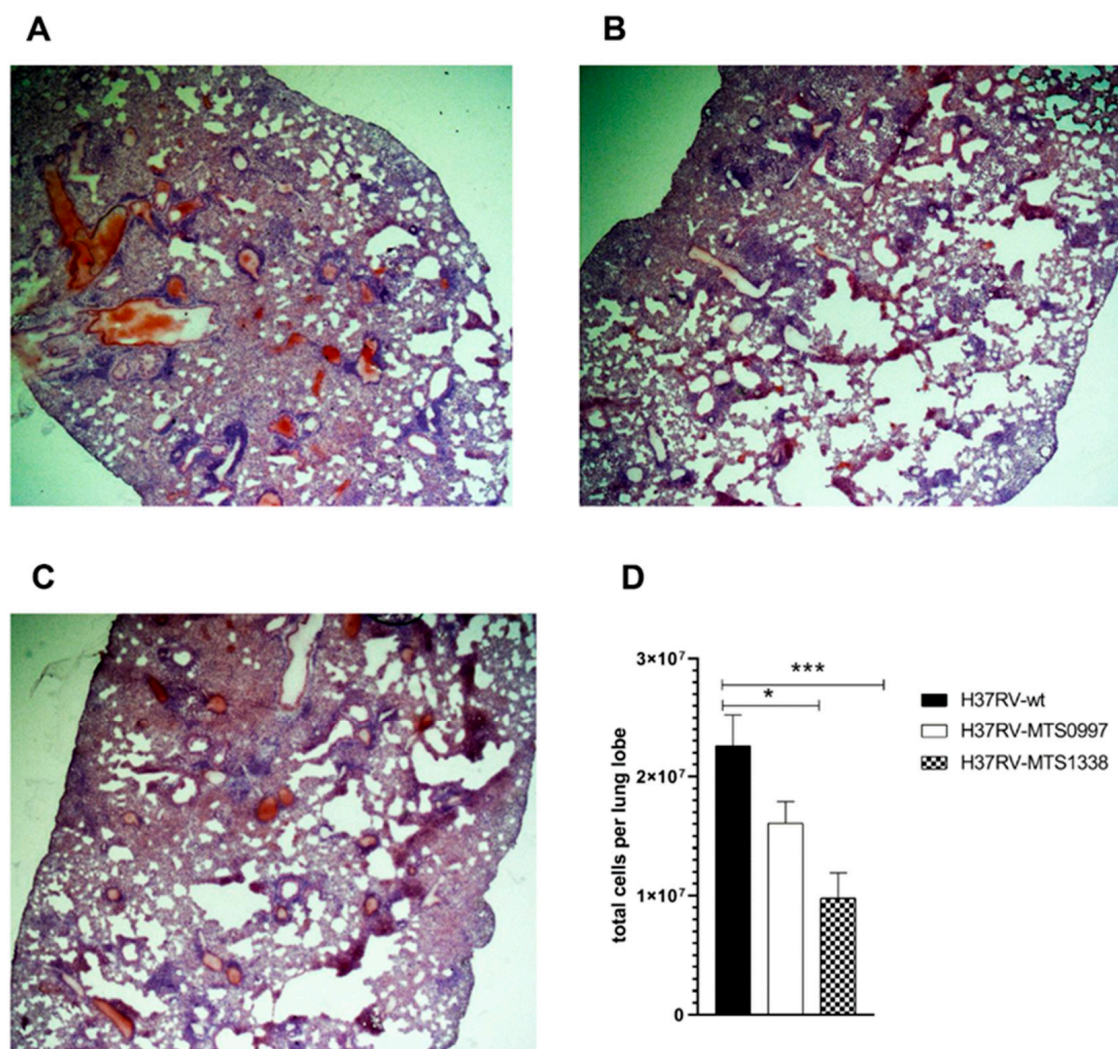 A
B
C
D
3×10⁷
2×10⁷
1×10⁷
0
total cells per lung lobe
***
*
H37RV-wt
H37RV-MTS0997
H37RV-MTS1338